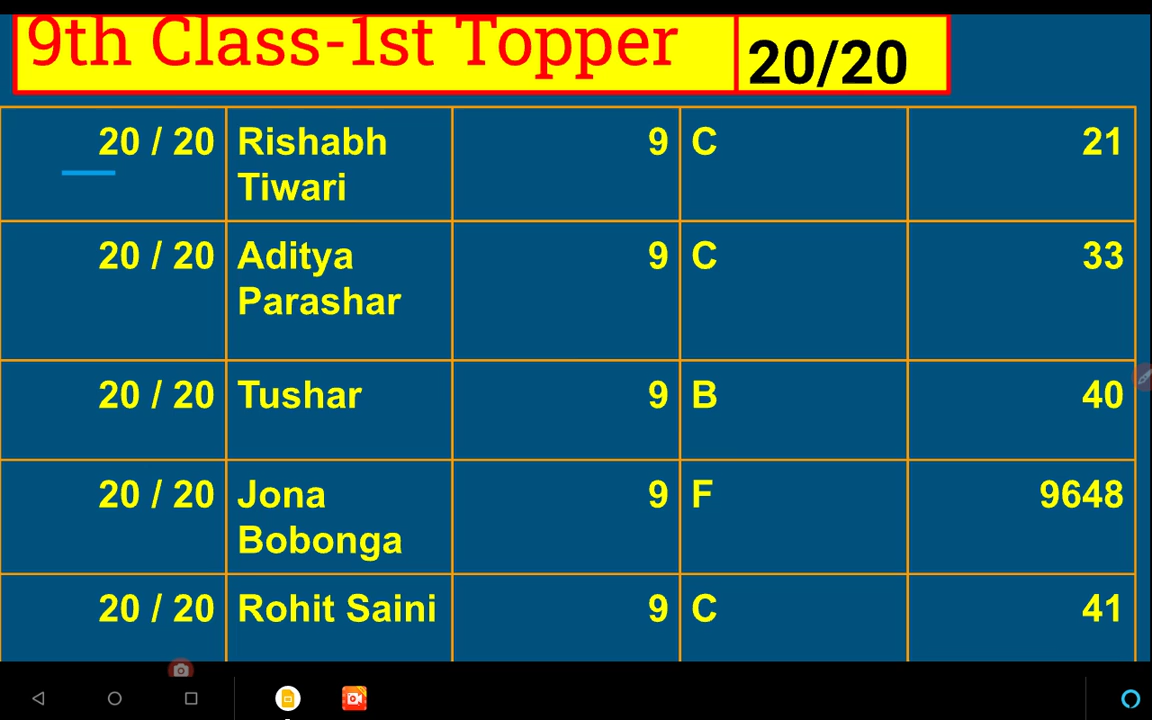 9th Class-1st Topper 20/20
20 / 20 Rishabh Tiwari 9 C 21
20 / 20 Aditya Parashar 9 C 33
20 / 20 Tushar 9 B 40
20 / 20 Jona Bobonga 9 F 9648
20 / 20 Rohit Saini 9 C 41